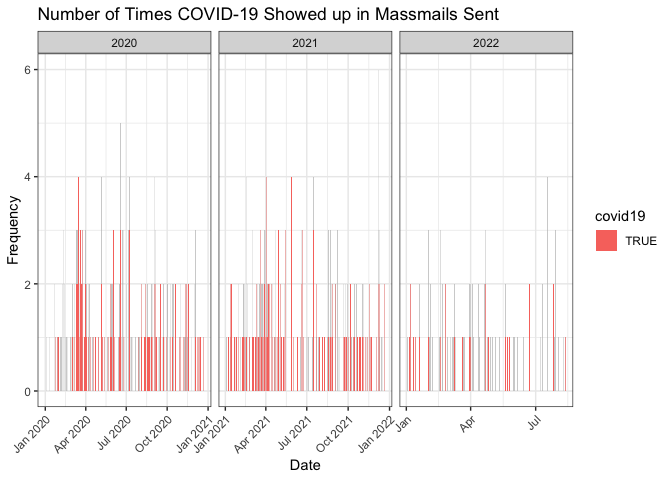 Number of Times COVID-19 Showed up in Massmails Sent
2020 2021 2022
6
4
2
0
Frequency
covid19
TRUE
Jan 2020 Apr 2020 Jul 2020 Oct 2020 Jan 2021 Jan 2021 Apr 2021 Jul 2021 Oct 2021 Jan 2022 Jan Apr Jul
Date